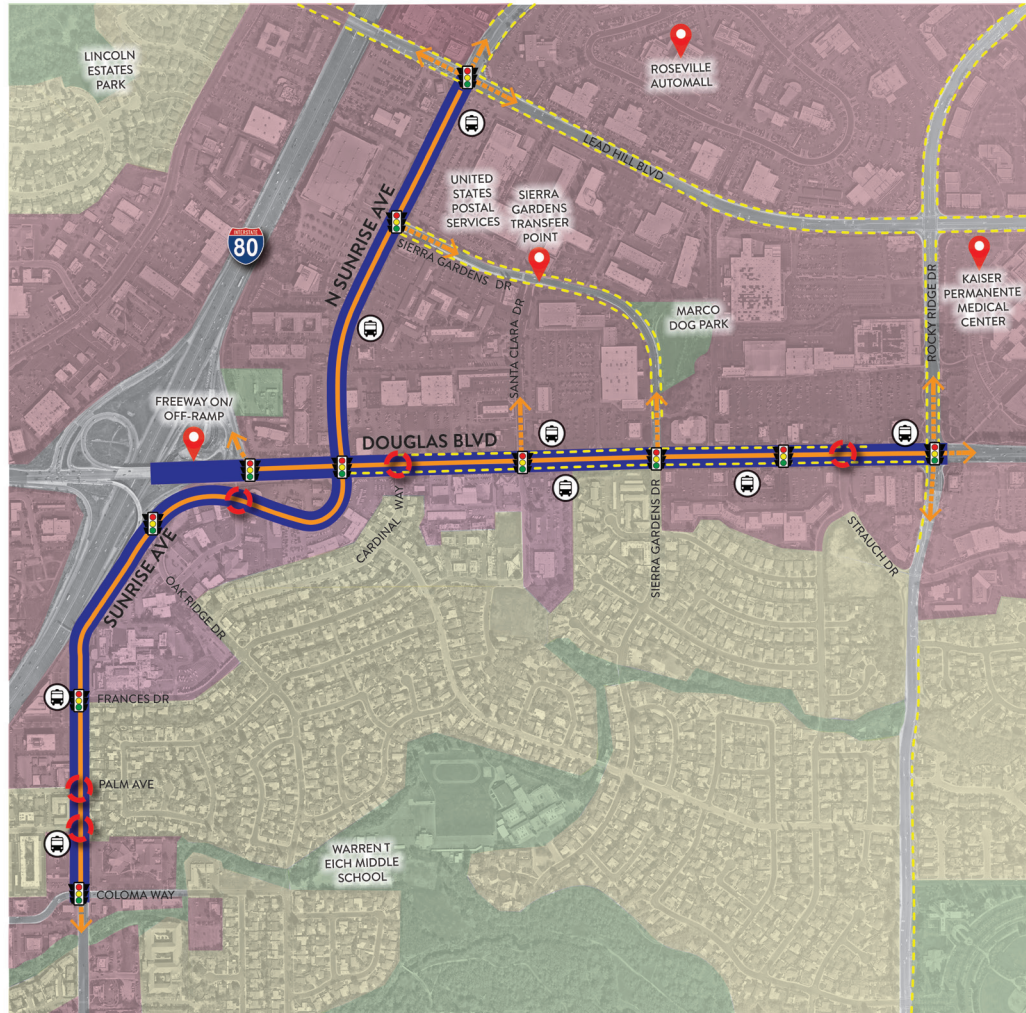 LINCOLN
ESTATES
PARK
ROSEVILLE
AUTOMALL
LEAD HILL BLVD
UNITED
STATES
POSTAL
SERVICES
SIERRA
GARDENS
TRANSFER
POINT
INTERSTATE
80
N SUNRISE AVE
SIERRA GARDENS DR
KAISER
PERMANENTE
MEDICAL
CENTER
ROCKY RIDGE DR
MARCO
DOG PARK
SANTA CLARA DR
FREEWAY ON/
OFF-RAMP
DOUGLAS BLVD
CARDINAL WAY
SIERRA GARDENS DR
STRAUCH DR
SUNRISE AVE
OAK RIDGE DR
FRANCES DR
PALM AVE
WARREN T
EICH MIDDLE
SCHOOL
COLOMA WAY